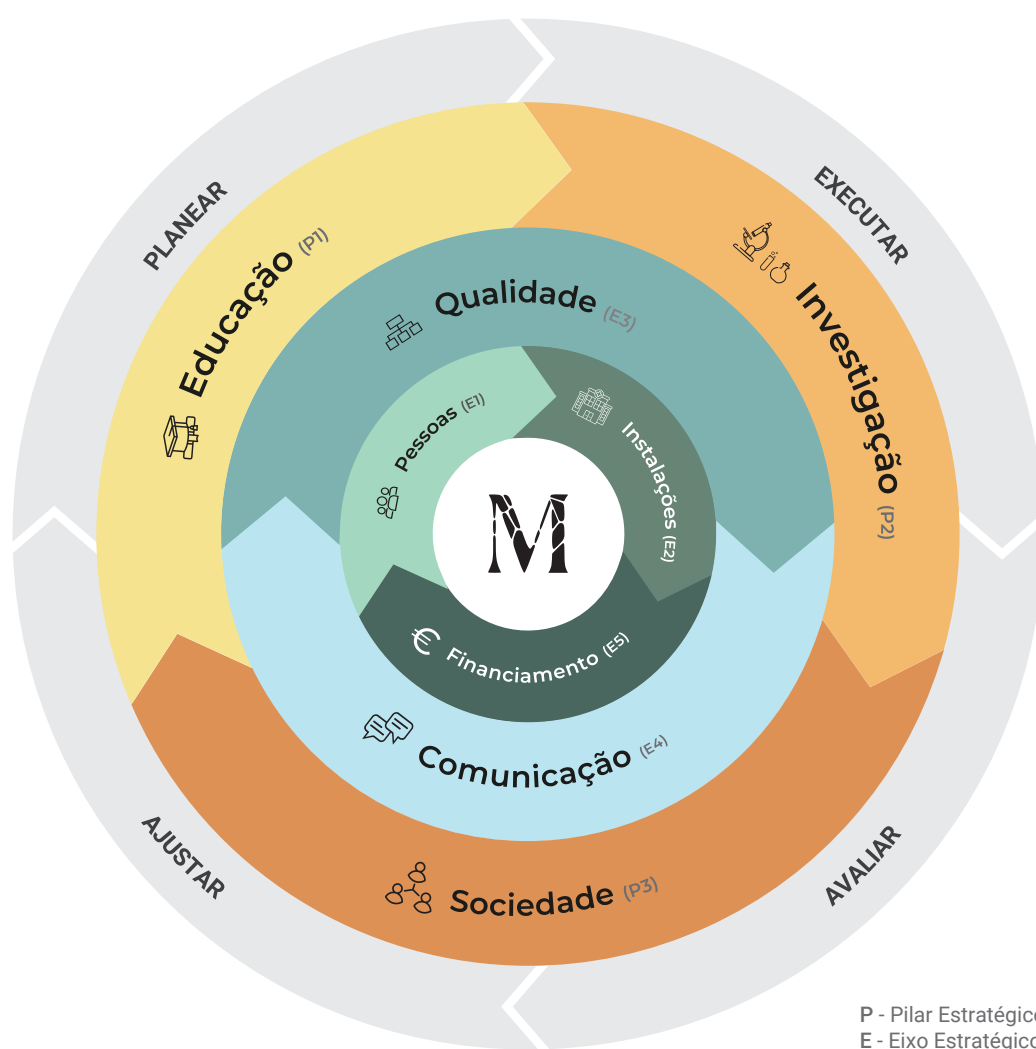 PLANEAR
EXECUTAR
Educação (P1)
Investigação (P2)
Qualidade (E3)
Pessoas (E1)
Instalações (E2)
M
€ Financiamento (E5)
Comunicação (E4)
Sociedade (P3)
AJUSTAR
AVALIAR
P - Pilar Estratégico
E - Eixo Estratégico